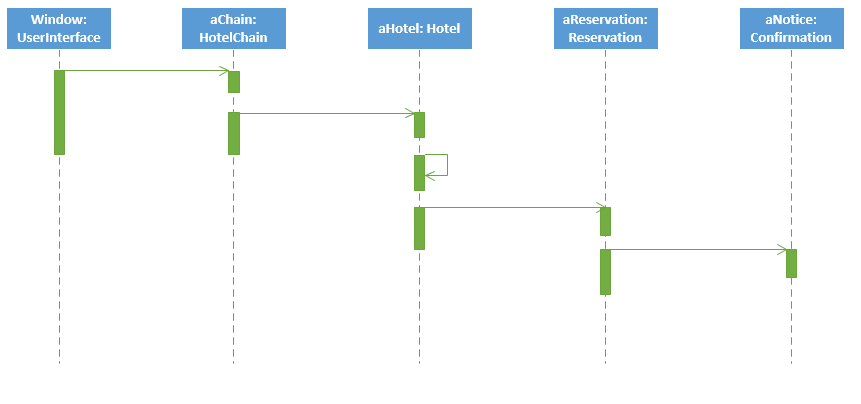 Window:
UserInterface
aChain:
HotelChain
aHotel: Hotel
aReservation:
Reservation
aNotice:
Confirmation